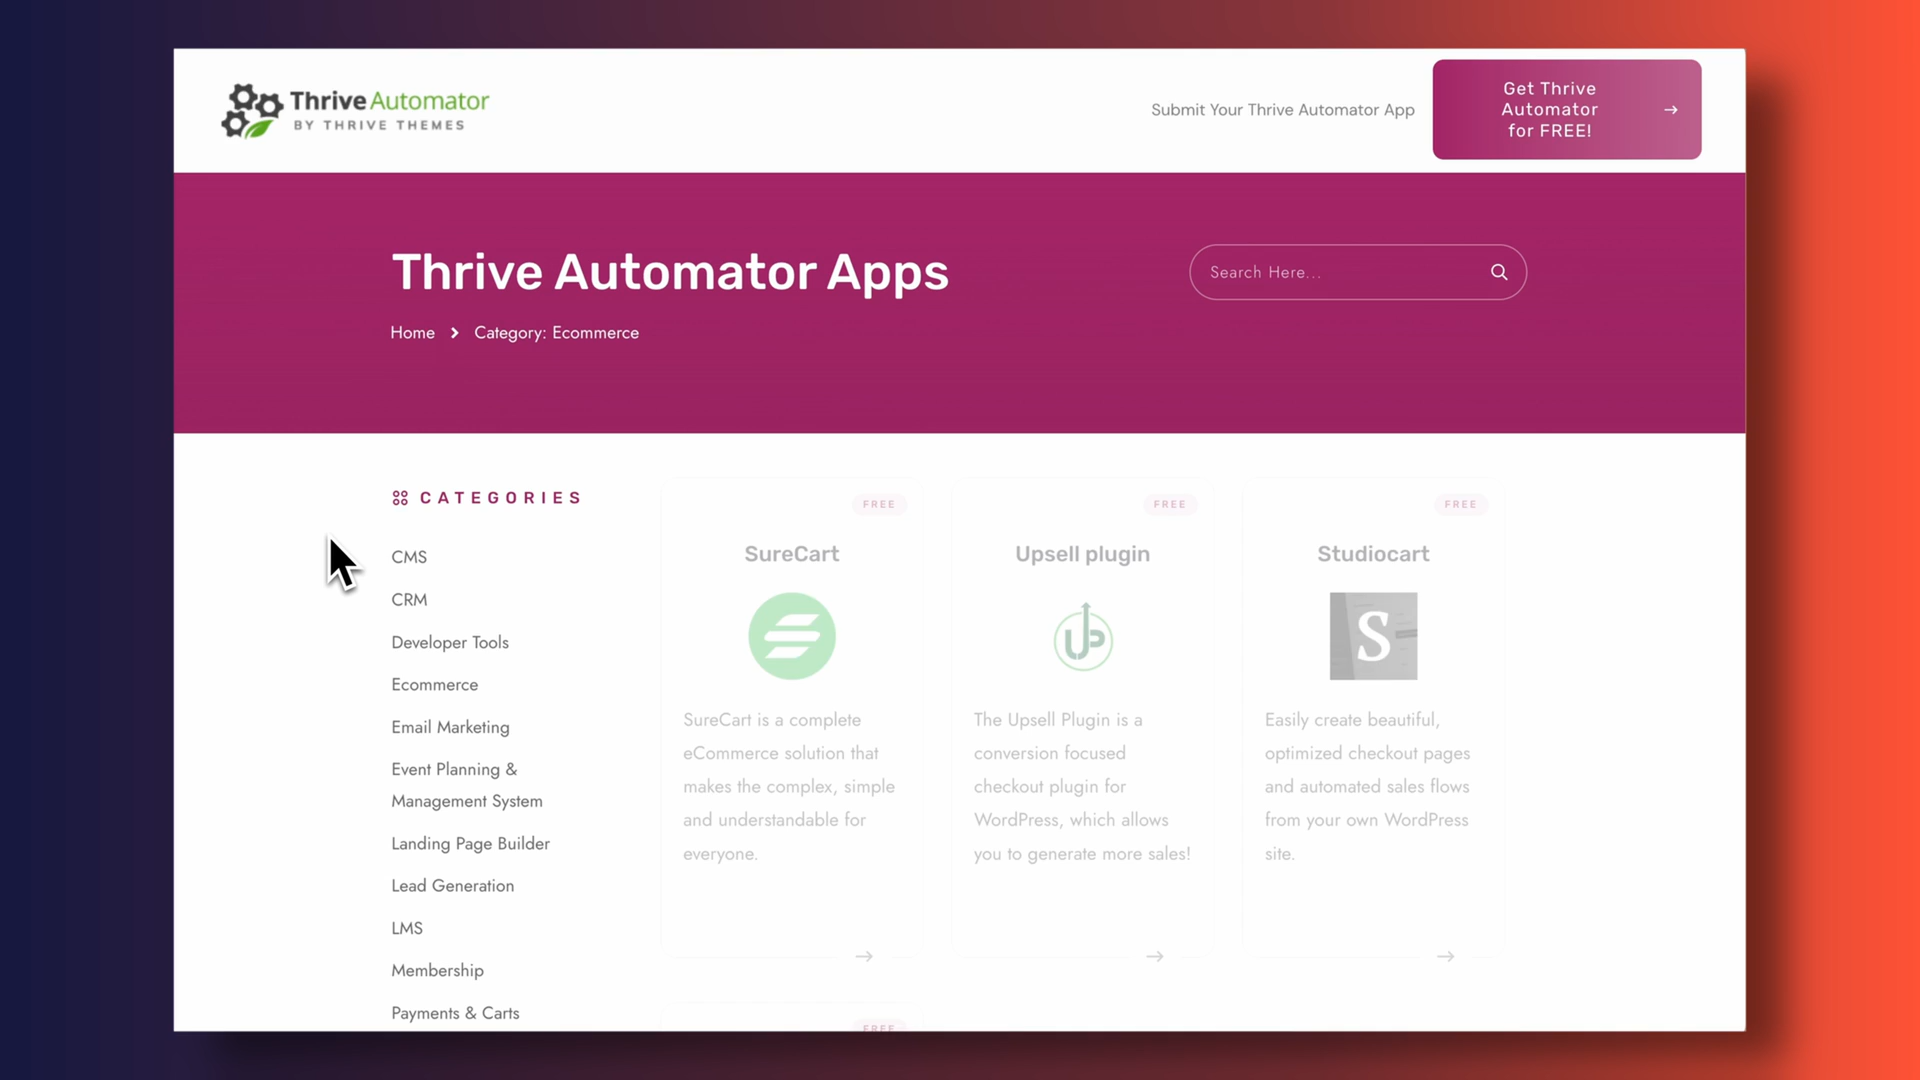 Thrive Automator
BY THRIVE THEMES
Submit Your Thrive Automator App
Get Thrive
Automator
for FREE!
Thrive Automator Apps
Search Here...
Home
Category: Ecommerce
CATEGORIES
CMS
CRM
Developer Tools
Ecommerce
Email Marketing
Event Planning &
Management System
Landing Page Builder
Lead Generation
LMS
Membership
Payments & Carts
FREE
SureCart
SureCart is a complete
eCommerce solution that
makes the complex, simple
and understandable for
everyone.
FREE
Upsell plugin
UP
The Upsell Plugin is a
conversion focused
checkout plugin for
WordPress, which allows
you to generate more sales!
FREE
Studiocart
S
Easily create beautiful,
optimized checkout pages
and automated sales flows
from your own WordPress
site.
FREE